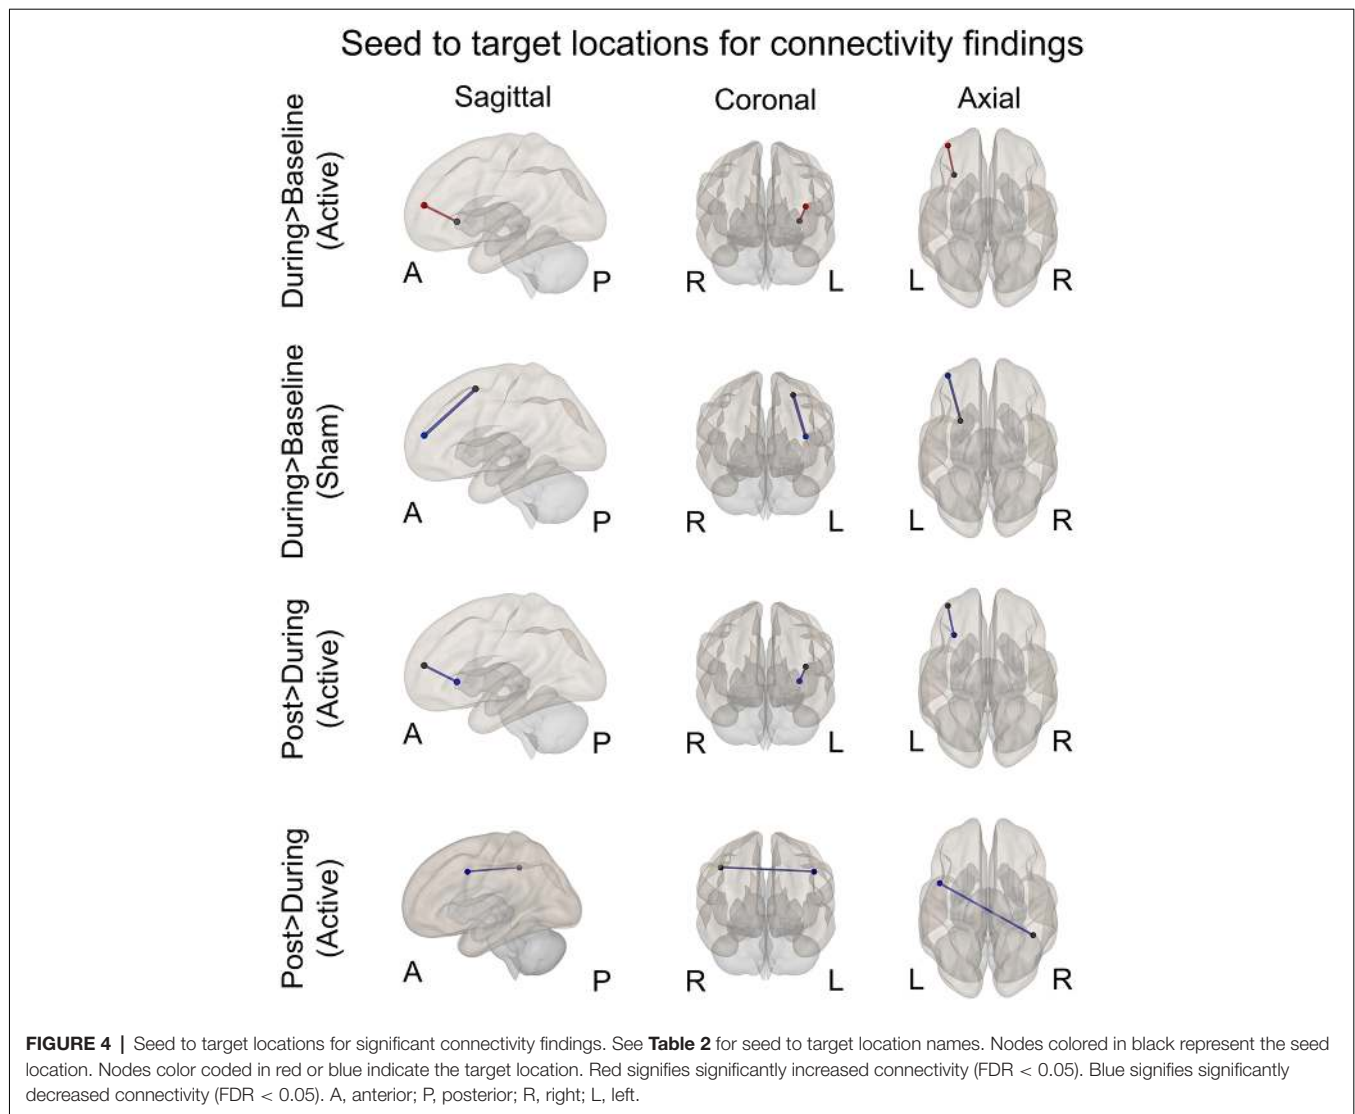 Seed to target locations for connectivity findings
Sagittal
Coronal
Axial
During>Baseline
(Active)
A
P
R
L
L
R
During>Baseline
(Sham)
A
P
R
L
L
R
Post>During
(Active)
A
P
R
L
L
R
Post>During
(Active)
A
P
R
L
L
R
FIGURE 4 | Seed to target locations for significant connectivity findings. See Table 2 for seed to target location names. Nodes colored in black represent the seed
location. Nodes color coded in red or blue indicate the target location. Red signifies significantly increased connectivity (FDR < 0.05). Blue signifies significantly
decreased connectivity (FDR < 0.05). A, anterior; P, posterior; R, right; L, left.